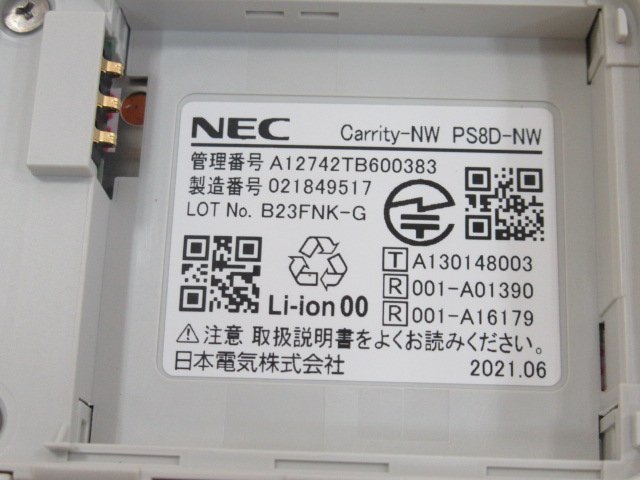 NEC Carrity-NW PS8D-NW
管理番号 A12742TB600383
製造番号 021849517
LOT No. B23FNK-G
T A130148003
R 001-A01390
Li-ion 00
R 001-A16179
注意 取扱説明書をよくお読みください。
日本電気株式会社 2021.06